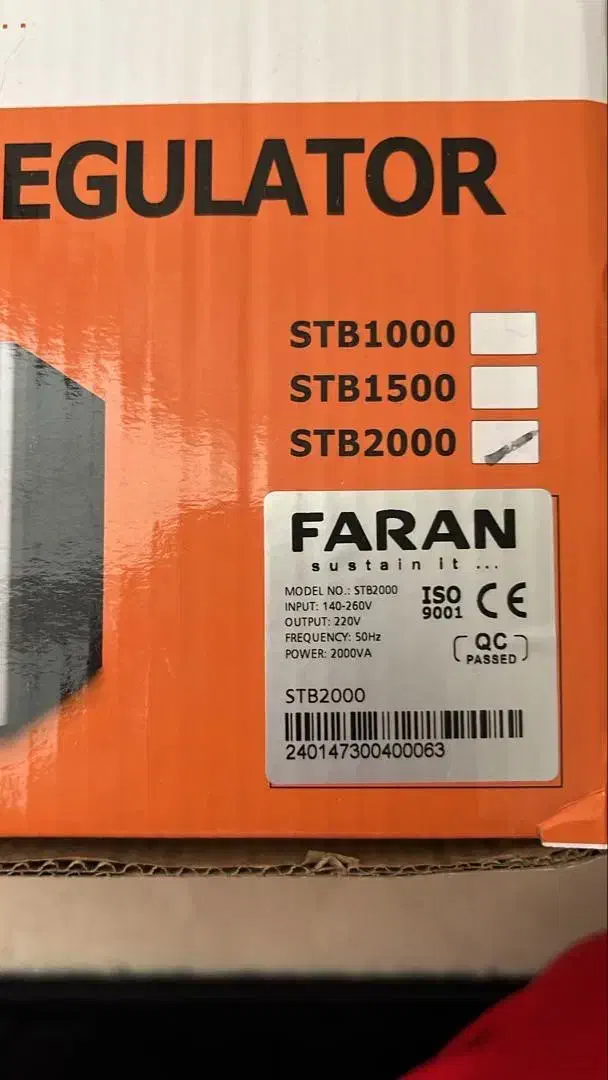 EGULATOR
STB1000
STB1500
STB2000
FARAN
sustain it ...
MODEL NO.: STB2000
INPUT: 140-260V
OUTPUT: 220V
FREQUENCY: 50Hz
POWER: 2000VA
ISO
9001
CE
QC
PASSED
STB2000
240147300400063